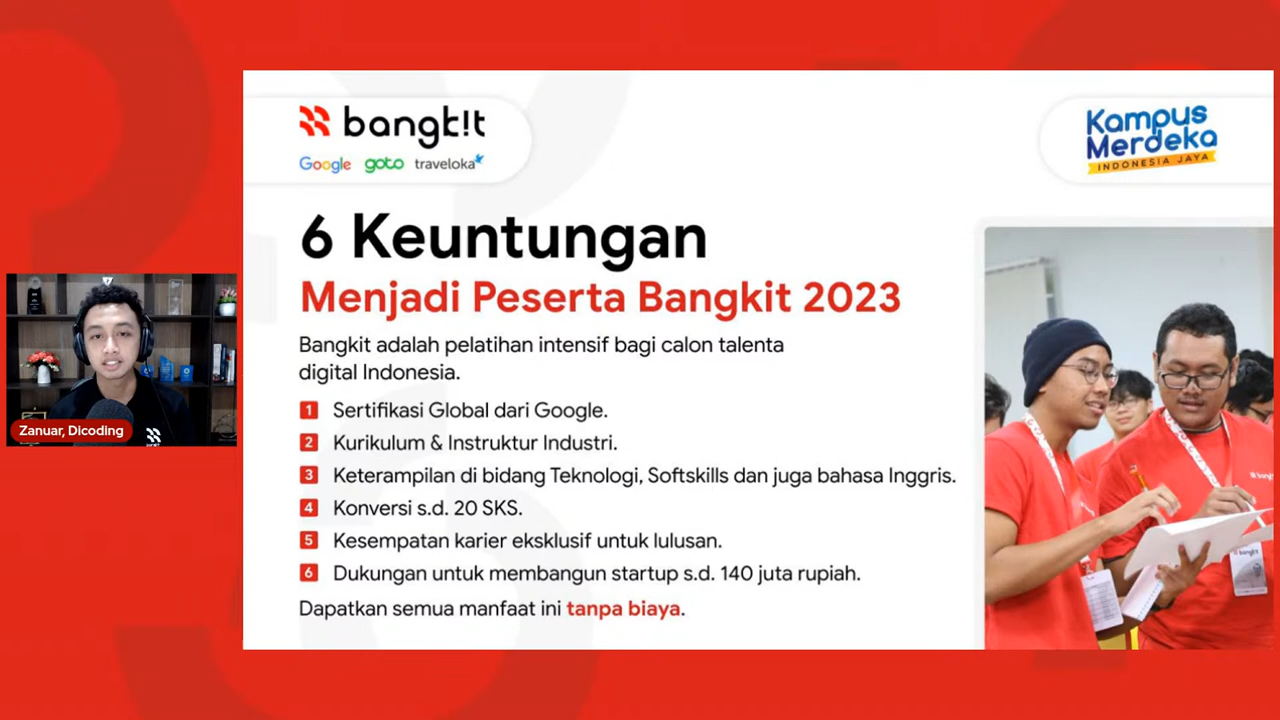 bangk!t
Google goto traveloka
Kampus
Merdeka
INDONESIA JAYA
6 Keuntungan
Menjadi Peserta Bangkit 2023
Bangkit adalah pelatihan intensif bagi calon talenta
digital Indonesia.
1 Sertifikasi Global dari Google.
2 Kurikulum & Instruktur Industri.
3 Keterampilan di bidang Teknologi, Softskills dan juga bahasa Inggris.
4 Konversi s.d. 20 SKS.
5 Kesempatan karier eksklusif untuk lulusan.
6 Dukungan untuk membangun startup s.d. 140 juta rupiah.
Dapatkan semua manfaat ini tanpa biaya.
Zanuar, Dicoding